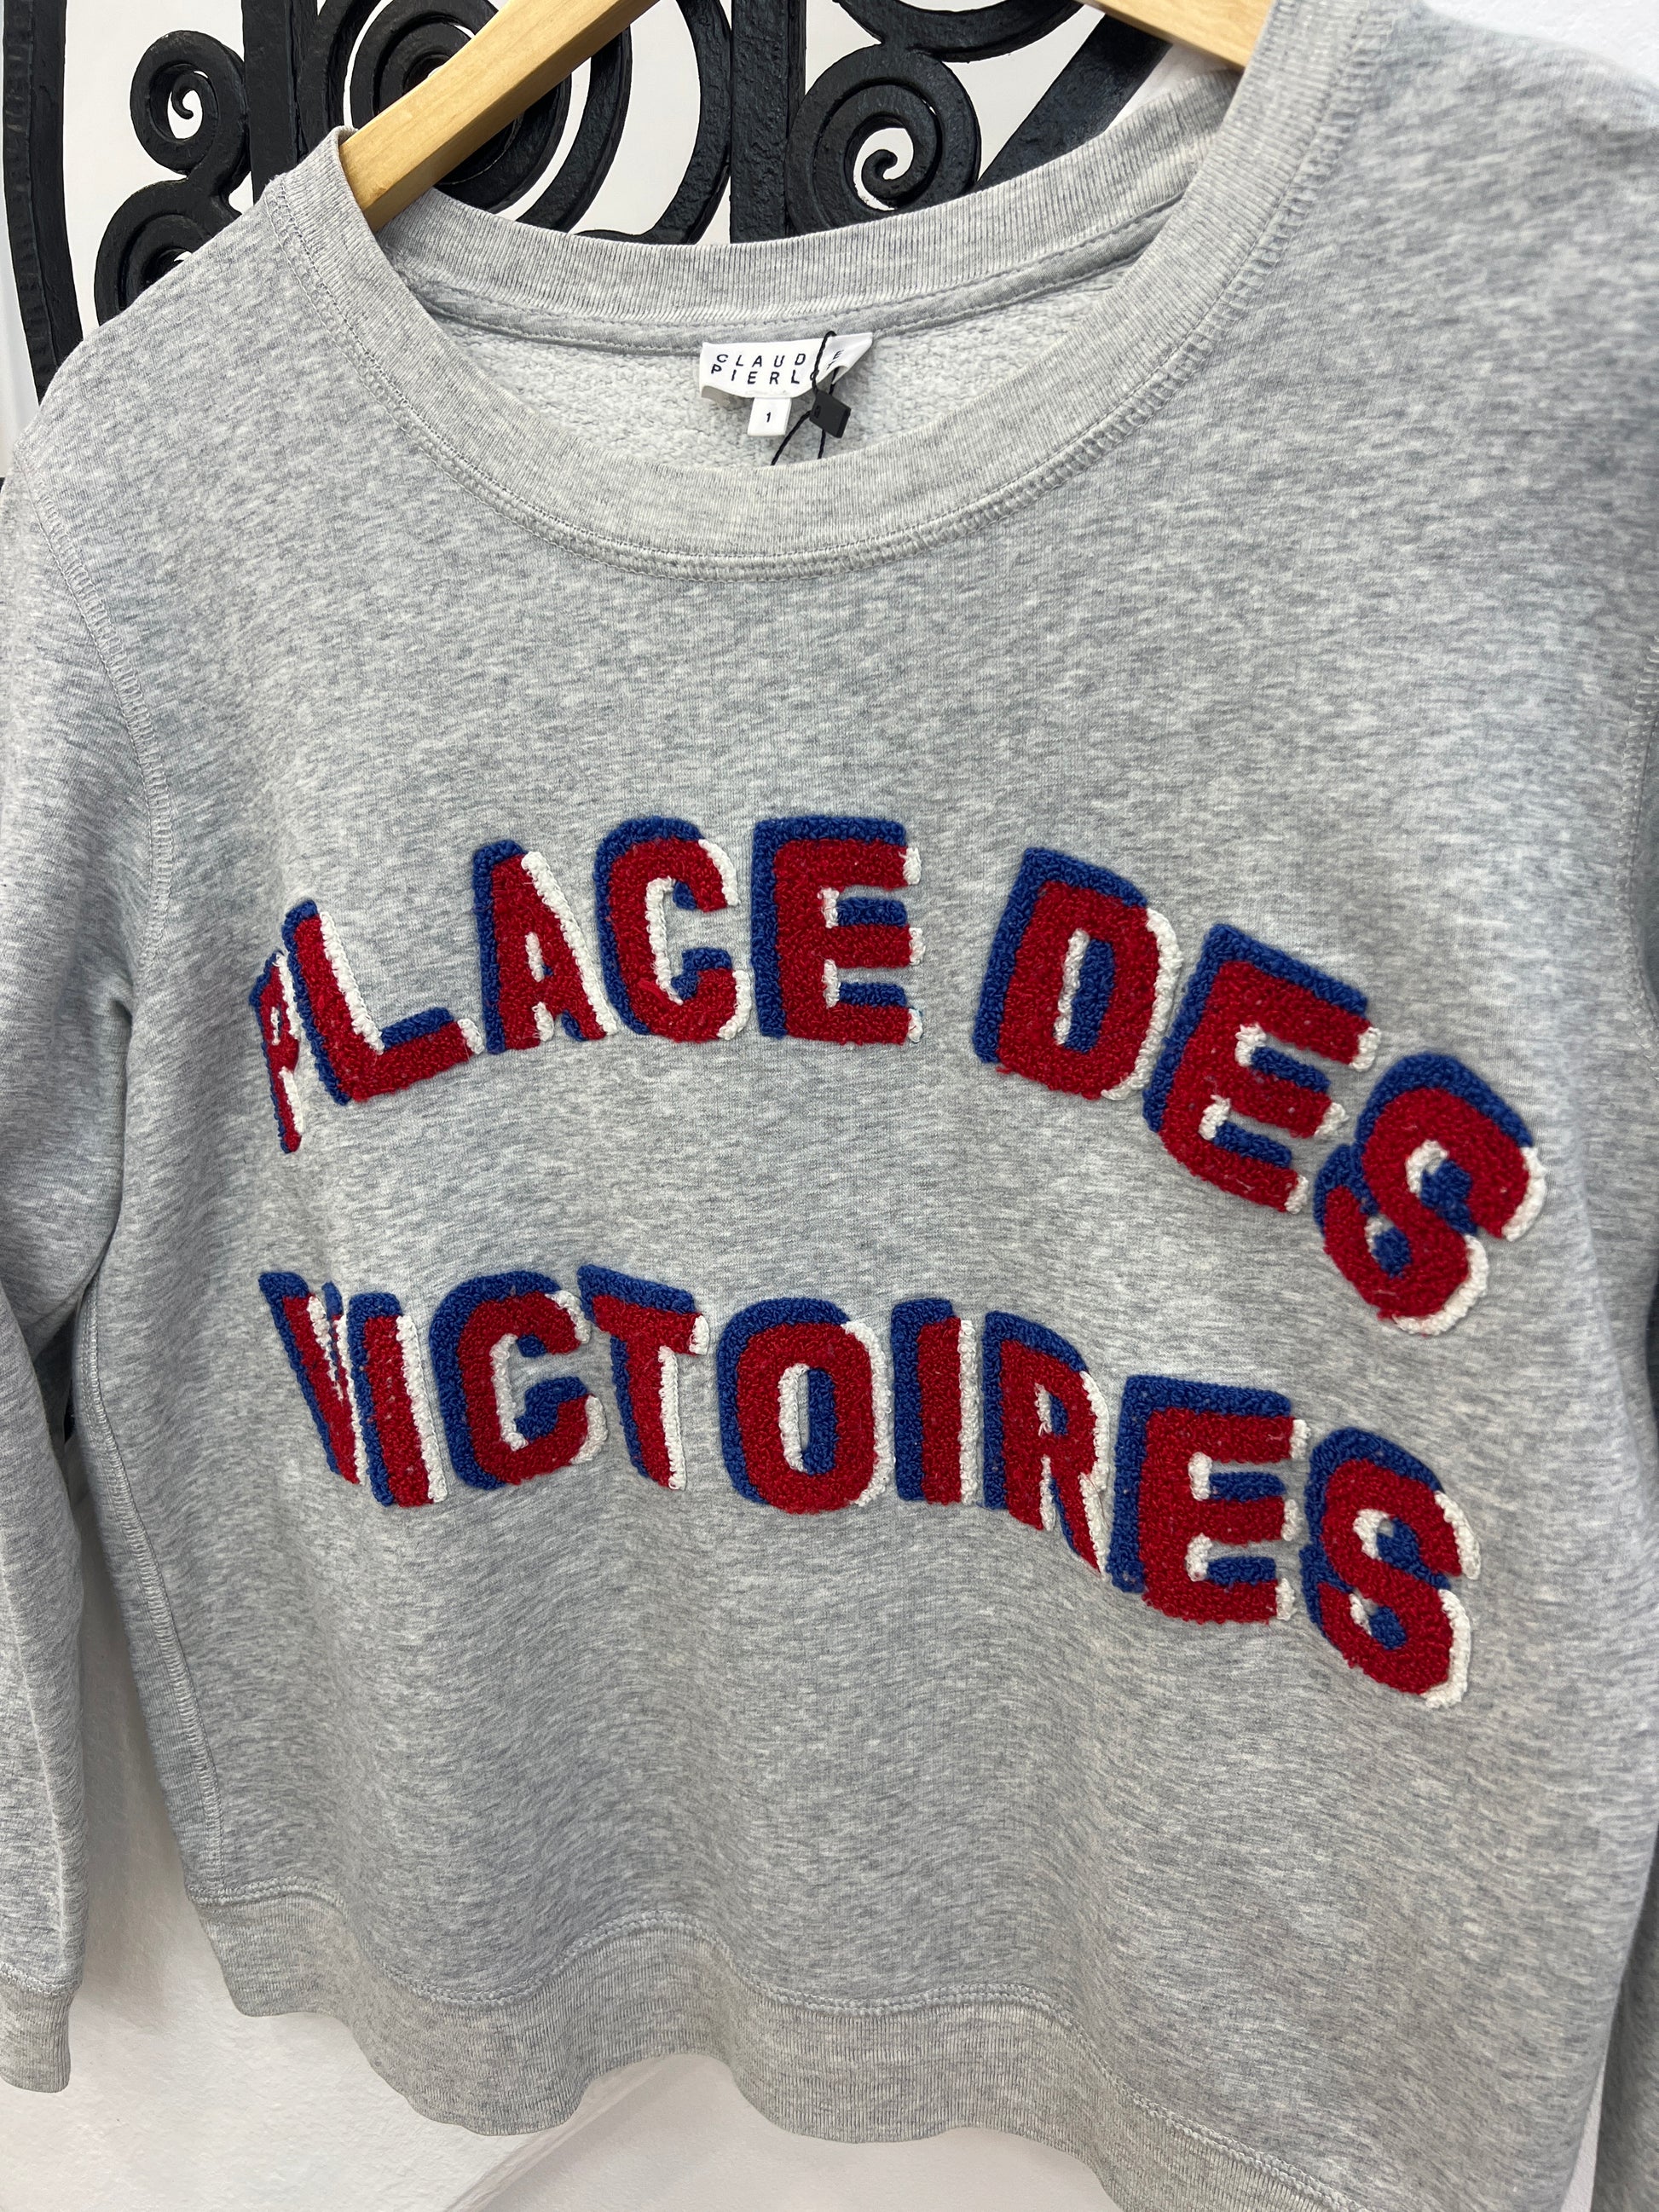 CLAUDIE
PIERLOT
1
PLACE DES
VICTOIRES